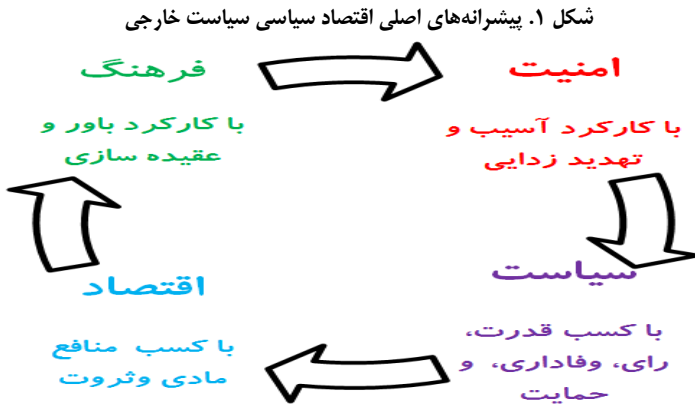 شکل ۱. پیشرانه‌های اصلی اقتصاد سیاسی سیاست خارجی
امنیت
با کارکرد آسیب و
تهدید زدایی
فرهنگ
با کارکرد باور و
عقیده سازی
سیاست
با کسب قدرت،
رای، وفاداری، و
حمایت
اقتصاد
با کسب منافع
مادی وثروت